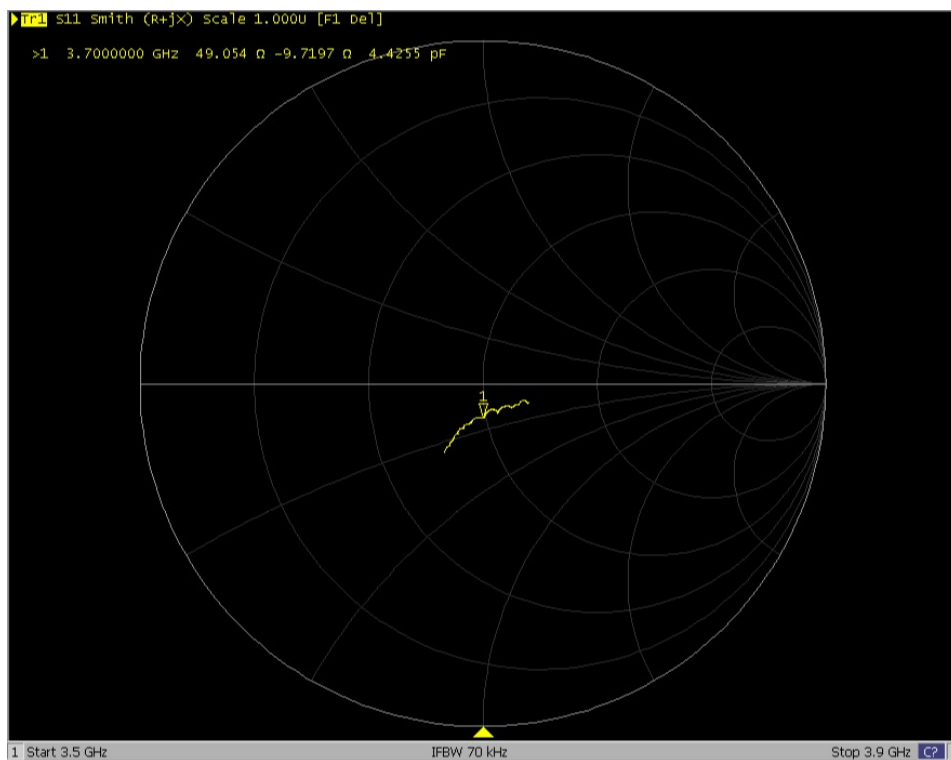 Tr1 S11 Smith (R+jX) Scale 1.000U [F1 Del]
>1 3.7000000 GHz 49.054 Ω -9.7197 Ω 4.4255 pF
1
1 Start 3.5 GHz IFBW 70 kHz Stop 3.9 GHz C?